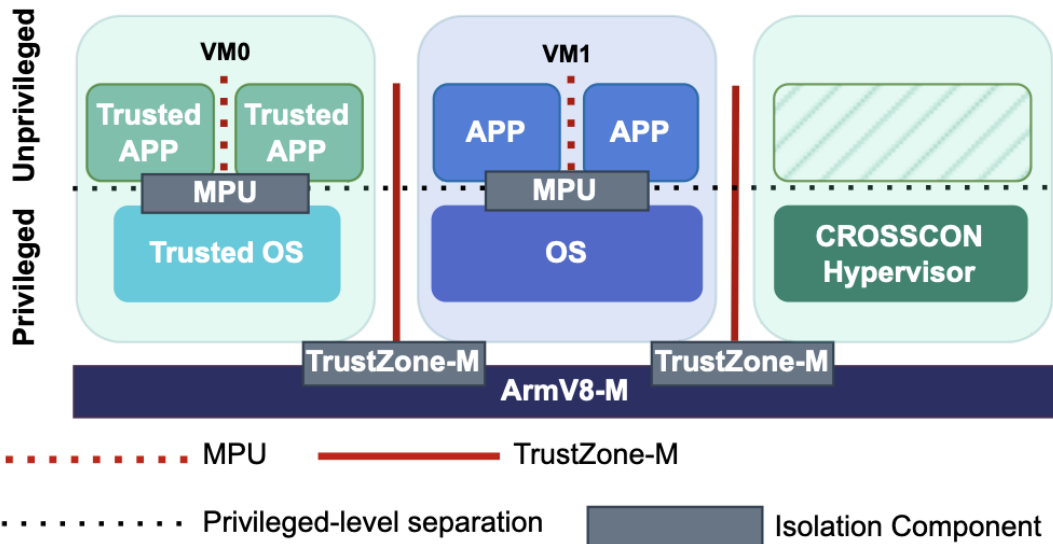 Unprivileged
Privileged
VM0
Trusted
APP
Trusted
APP
MPU
Trusted OS
VM1
APP
APP
MPU
OS
CROSSCON
Hypervisor
TrustZone-M
TrustZone-M
ArmV8-M
MPU
TrustZone-M
Privileged-level separation
Isolation Component